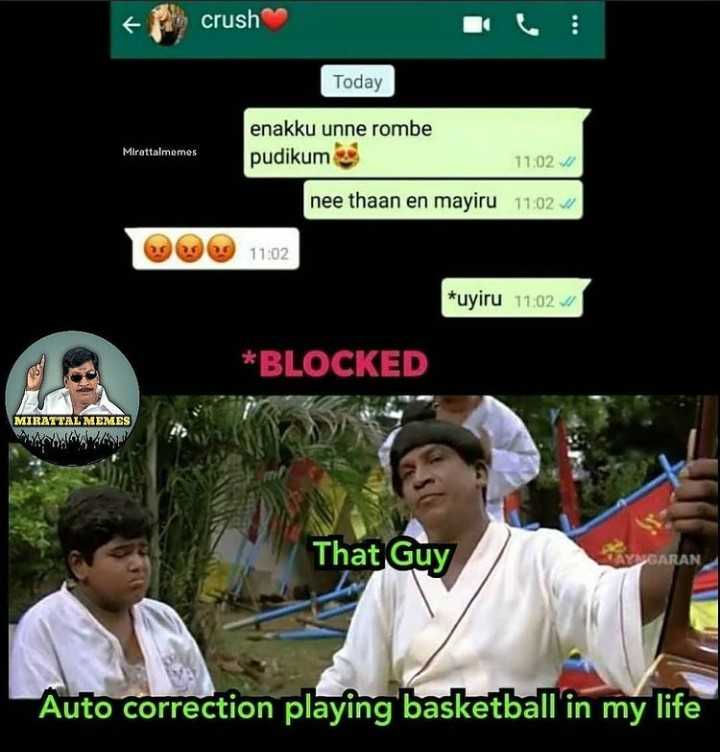 crush❤️
Today
enakku unne rombe
pudikum😻 11:02
Mirattalmemes
nee thaan en mayiru 11:02
😡😡😡 11:02
*uyiru 11:02
*BLOCKED
MIRATTAL MEMES
That Guy
AYNGARAN
Auto correction playing basketball in my life